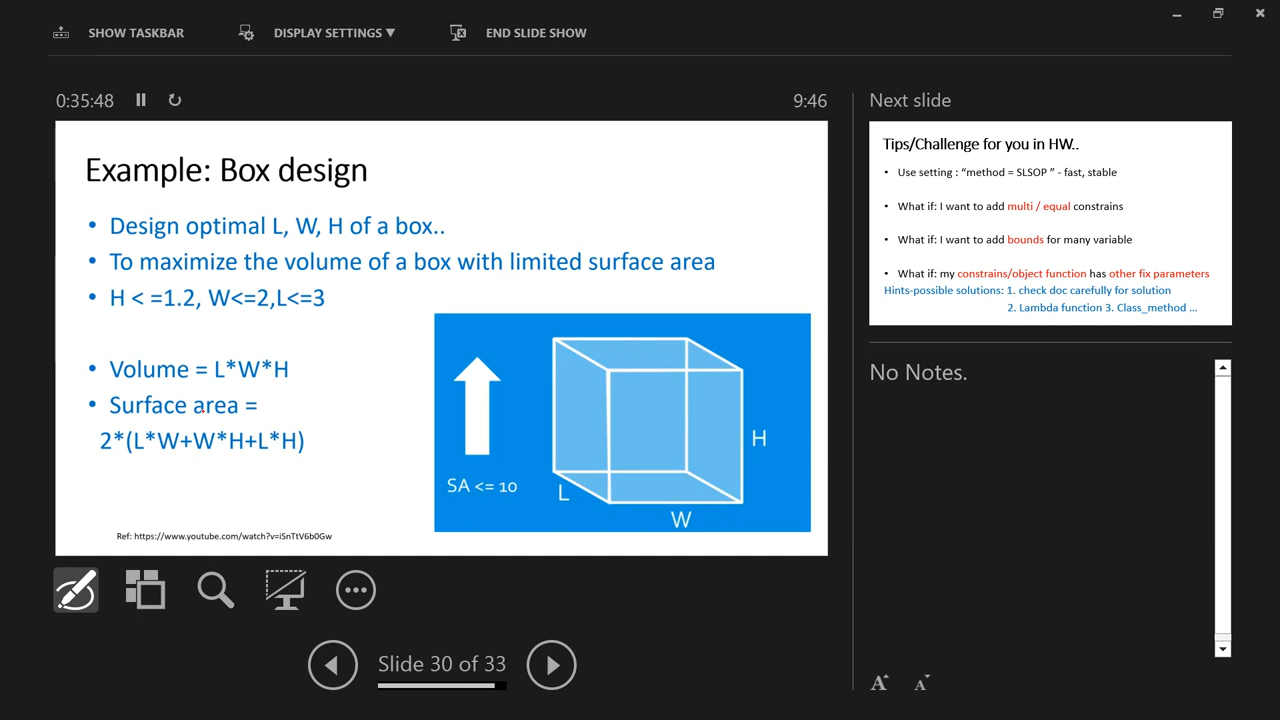 SHOW TASKBAR
DISPLAY SETTINGS ▼
END SLIDE SHOW
0:35:48
9:46
Example: Box design
• Design optimal L, W, H of a box..
• To maximize the volume of a box with limited surface area
• H < =1.2, W<=2,L<=3
• Volume = L*W*H
• Surface area =
2*(L*W+W*H+L*H)
SA <= 10
L
W
H
Ref: https://www.youtube.com/watch?v=iSnTtV6b0Gw
Slide 30 of 33
Next slide
Tips/Challenge for you in HW..
• Use setting : “method = SLSOP ” - fast, stable
• What if: I want to add multi / equal constrains
• What if: I want to add bounds for many variable
• What if: my constrains/object function has other fix parameters
Hints-possible solutions: 1. check doc carefully for solution
2. Lambda function 3. Class_method ...
No Notes.
A A